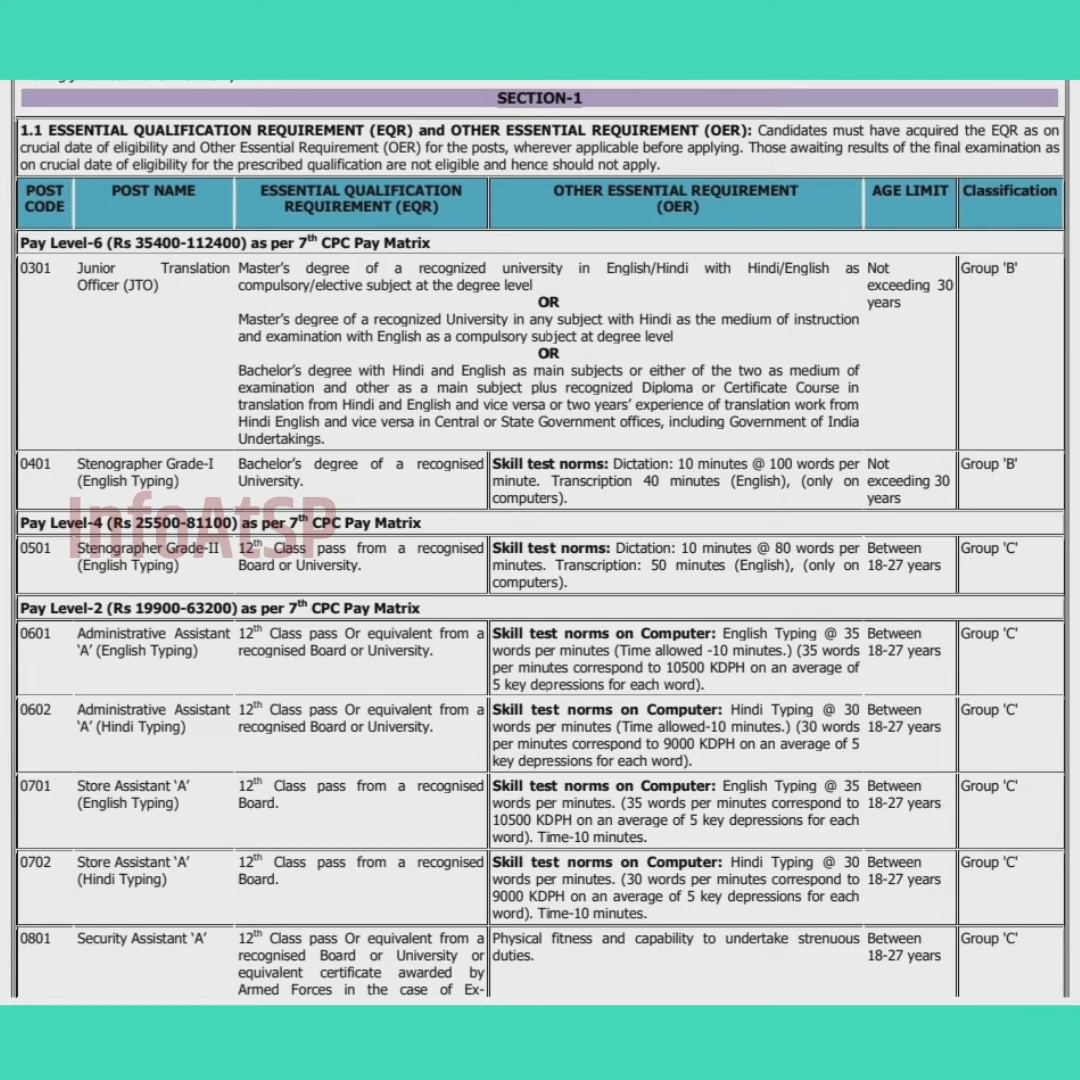 SECTION-1
1.1 ESSENTIAL QUALIFICATION REQUIREMENT (EQR) and OTHER ESSENTIAL REQUIREMENT (OER): Candidates must have acquired the EQR as on
crucial date of eligibility and Other Essential Requirement (OER) for the posts, wherever applicable before applying. Those awaiting results of the final examination as
on crucial date of eligibility for the prescribed qualification are not eligible and hence should not apply.
POST CODE
POST NAME
ESSENTIAL QUALIFICATION
REQUIREMENT (EQR)
OTHER ESSENTIAL REQUIREMENT
(OER)
AGE LIMIT
Classification
Pay Level-6 (Rs 35400-112400) as per 7th CPC Pay Matrix
0301
Junior Translation
Officer (JTO)
Master's degree of a recognized university in English/Hindi with Hindi/English as
compulsory/elective subject at the degree level
OR
Master's degree of a recognized University in any subject with Hindi as the medium of instruction
and examination with English as a compulsory subject at degree level
OR
Bachelor's degree with Hindi and English as main subjects or either of the two as medium of
examination and other as a main subject plus recognized Diploma or Certificate Course in
translation from Hindi and English and vice versa or two years' experience of translation work from
Hindi English and vice versa in Central or State Government offices, including Government of India
Undertakings.
Not
exceeding 30
years
Group 'B'
0401
Stenographer Grade-I
(English Typing)
Bachelor's degree of a recognised
University.
Skill test norms: Dictation: 10 minutes @ 100 words per
minute. Transcription 40 minutes (English), (only on
computers).
Not
exceeding 30
years
Group 'B'
InfoAtSP
Pay Level-4 (Rs 25500-81100) as per 7th CPC Pay Matrix
0501
Stenographer Grade-II
(English Typing)
12th Class pass from a recognised
Board or University.
Skill test norms: Dictation: 10 minutes @ 80 words per
minutes. Transcription: 50 minutes (English), (only on
computers).
Between
18-27 years
Group 'C'
Pay Level-2 (Rs 19900-63200) as per 7th CPC Pay Matrix
0601
Administrative Assistant
'A' (English Typing)
12th Class pass Or equivalent from a
recognised Board or University.
Skill test norms on Computer: English Typing @ 35
words per minutes (Time allowed -10 minutes.) (35 words
per minutes correspond to 10500 KDPH on an average of
5 key depressions for each word).
Between
18-27 years
Group 'C'
0602
Administrative Assistant
'A' (Hindi Typing)
12th Class pass Or equivalent from a
recognised Board or University.
Skill test norms on Computer: Hindi Typing @ 30
words per minutes (Time allowed-10 minutes.) (30 words
per minutes correspond to 9000 KDPH on an average of 5
key depressions for each word).
Between
18-27 years
Group 'C'
0701
Store Assistant 'A'
(English Typing)
12th Class pass from a recognised
Board.
Skill test norms on Computer: English Typing @ 35
words per minutes. (35 words per minutes correspond to
10500 KDPH on an average of 5 key depressions for each
word). Time-10 minutes.
Between
18-27 years
Group 'C'
0702
Store Assistant 'A'
(Hindi Typing)
12th Class pass from a recognised
Board.
Skill test norms on Computer: Hindi Typing @ 30
words per minutes. (30 words per minutes correspond to
9000 KDPH on an average of 5 key depressions for each
word). Time-10 minutes.
Between
18-27 years
Group 'C'
0801
Security Assistant 'A'
12th Class pass Or equivalent from a
recognised Board or University or
equivalent certificate awarded by
Armed Forces in the case of Ex-
Physical fitness and capability to undertake strenuous
duties.
Between
18-27 years
Group 'C'